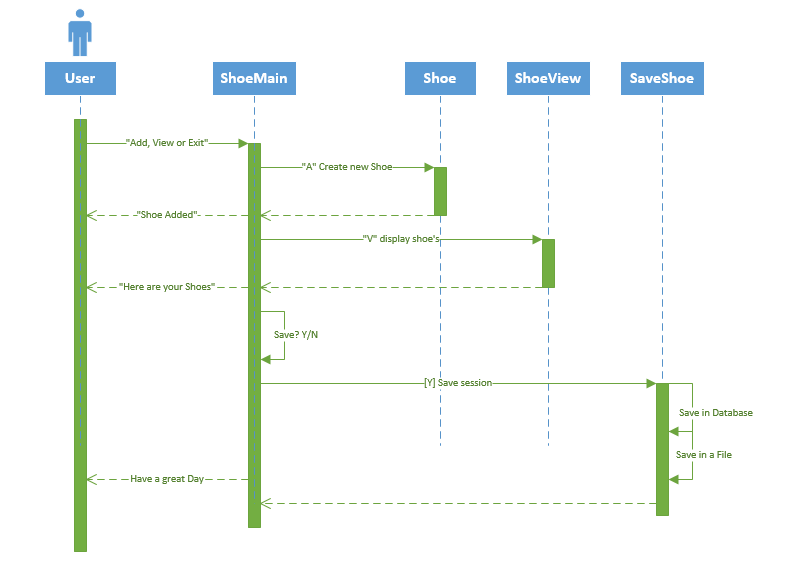 User
ShoeMain
Shoe
ShoeView
SaveShoe
"Add, View or Exit"
"A" Create new Shoe
"Shoe Added"
"V" display shoe's
"Here are your Shoes"
Save? Y/N
[Y] Save session
Save in Database
Save in a File
Have a great Day